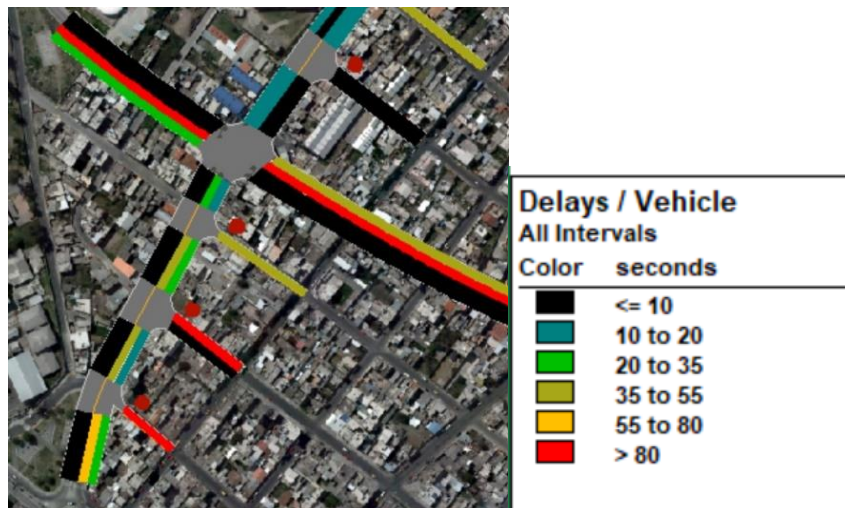 Delays / Vehicle
All Intervals
Color seconds
<= 10
10 to 20
20 to 35
35 to 55
55 to 80
> 80